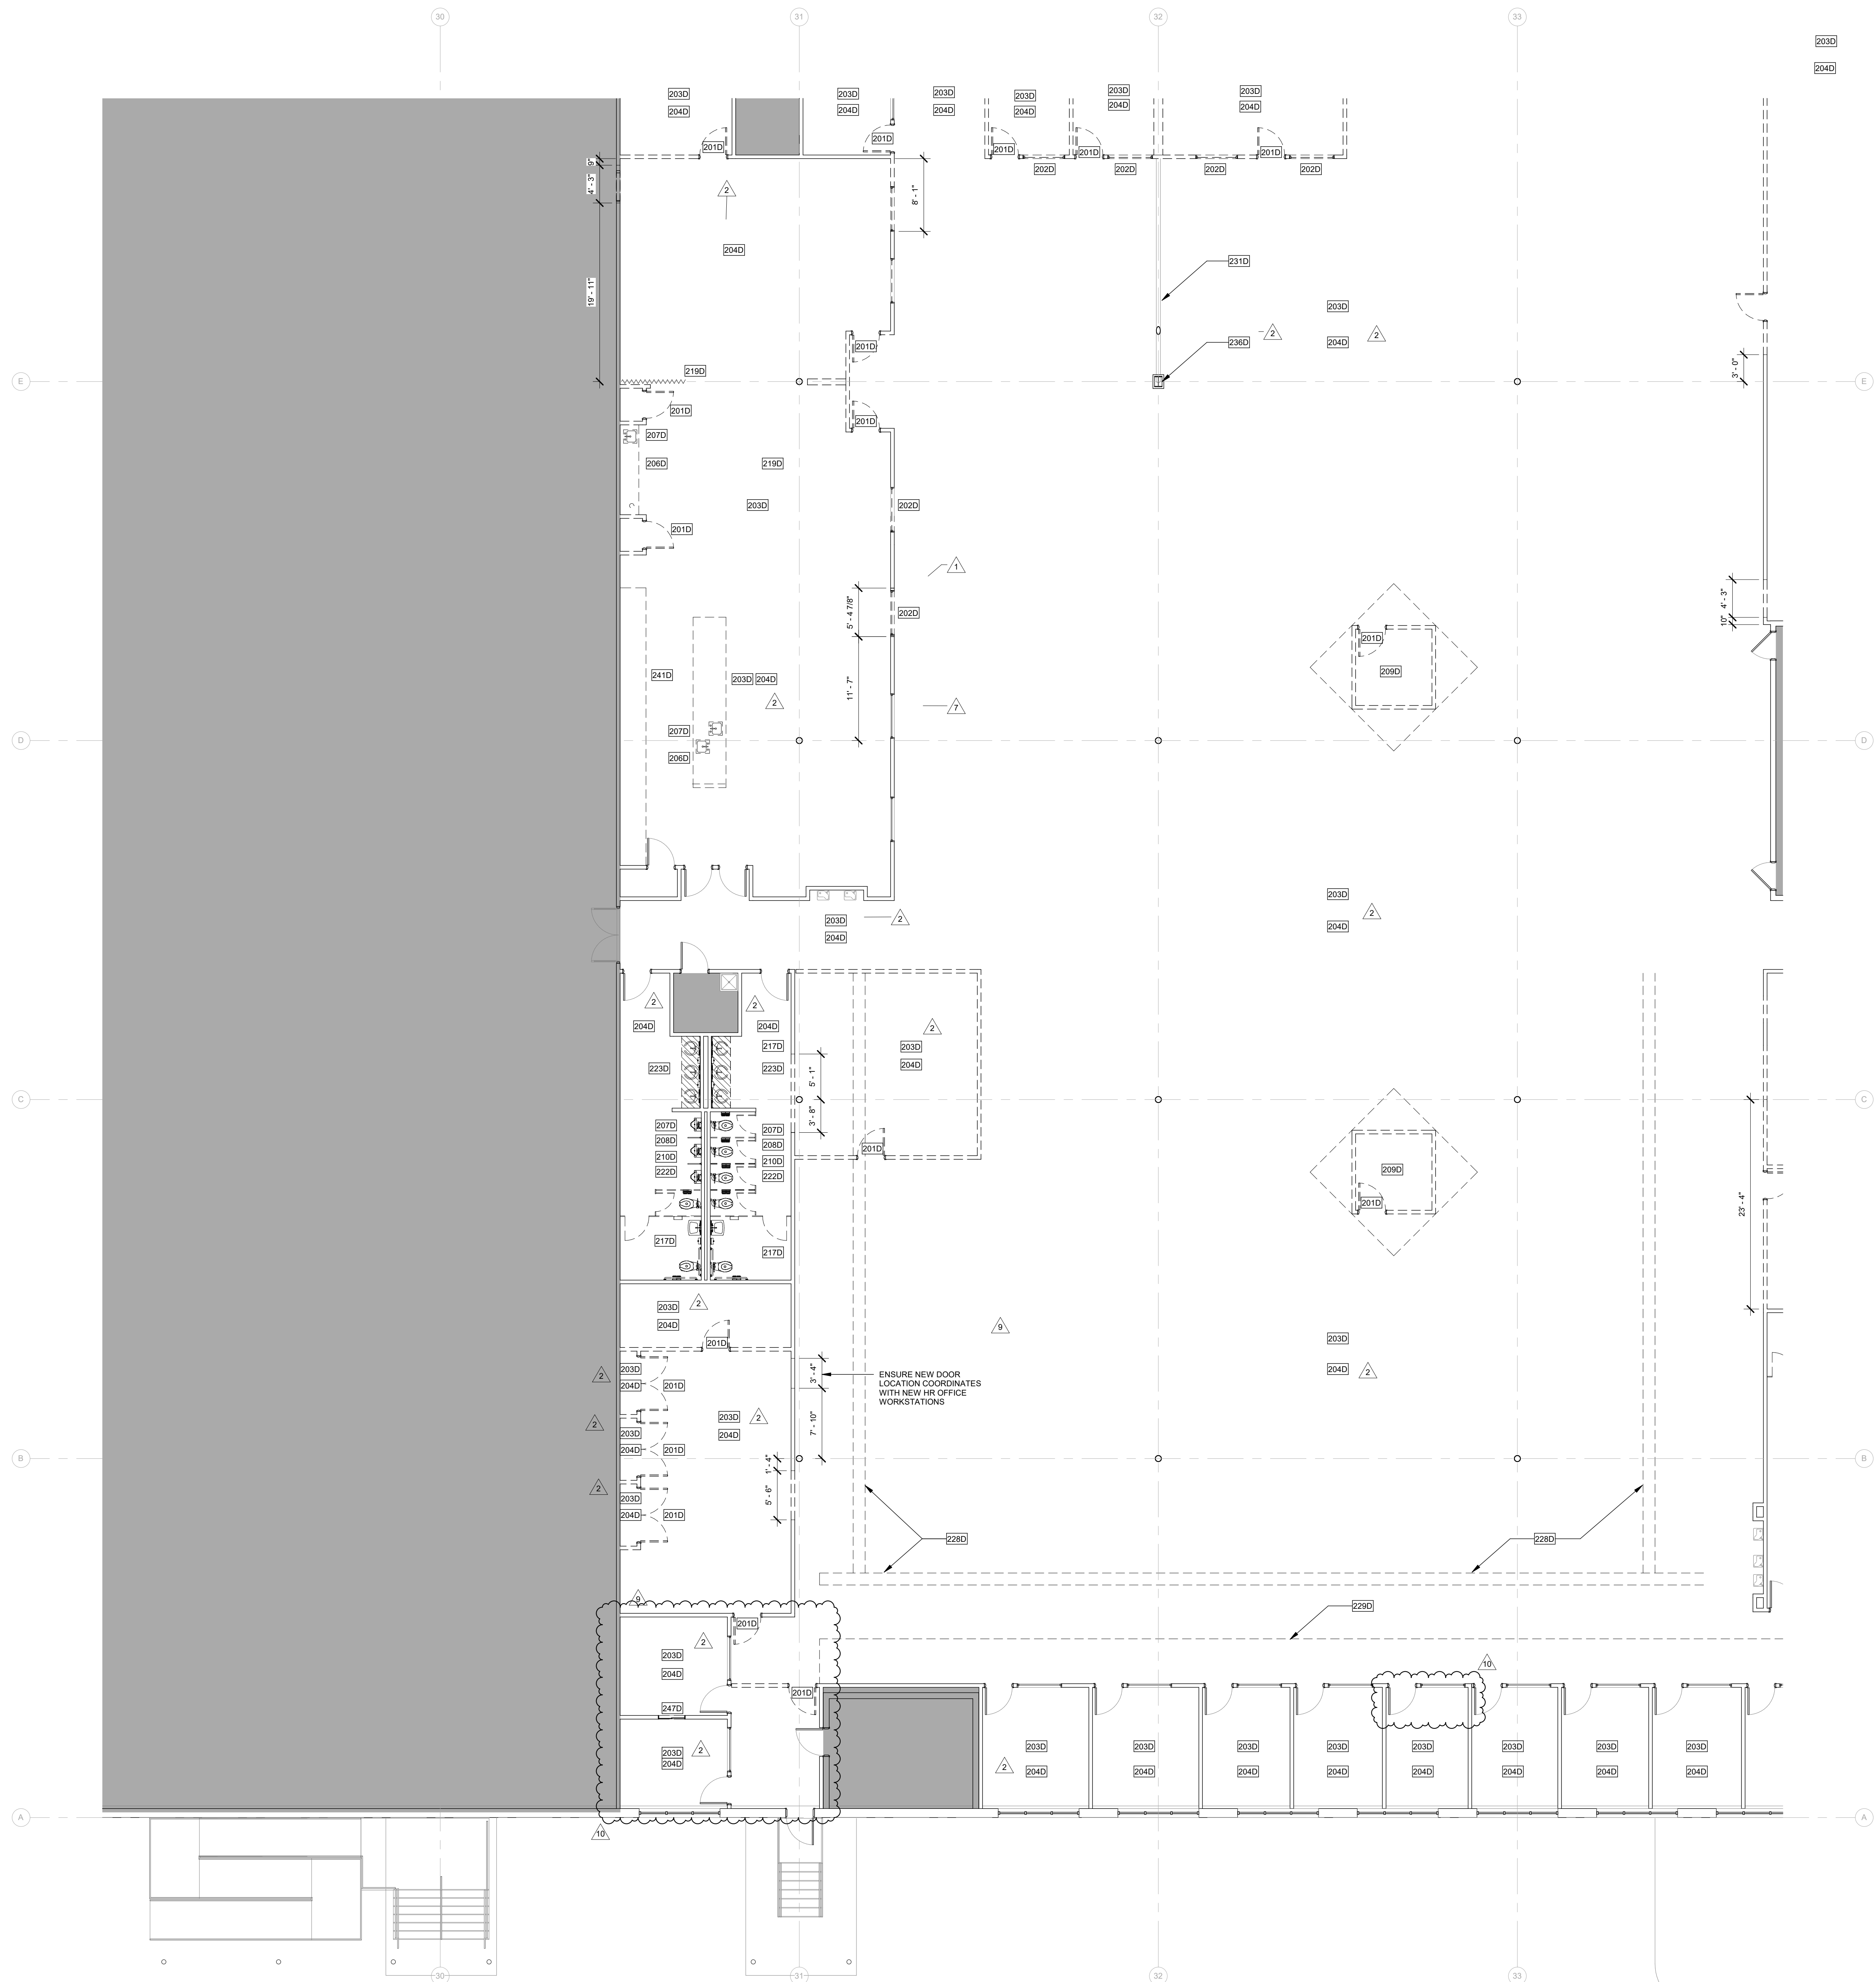 30
31
32
33
203D
204D
203D
204D
203D
204D
203D
204D
203D
204D
203D
204D
203D
204D
201D
201D
201D
201D
201D
202D
202D
202D
202D
9"
4' - 3"
19' - 11"
2
204D
8' - 1"
231D
236D
203D
2
2
204D
201D
3' - 0"
E
219D
E
201D
201D
207D
206D
219D
203D
202D
201D
1
5' - 4 7/8"
202D
4' - 3"
10"
201D
209D
241D
203D
204D
2
11' - 7"
7
207D
206D
D
D
203D
2
204D
203D
204D
2
2
2
204D
204D
217D
223D
223D
2
203D
204D
5' - 1"
C
C
3' - 8"
207D
208D
210D
222D
207D
208D
210D
222D
201D
209D
201D
23' - 4"
217D
217D
203D
2
204D
201D
9
203D
204D
2
2
203D
204D
201D
3' - 4"
ENSURE NEW DOOR
LOCATION COORDINATES
WITH NEW HR OFFICE
WORKSTATIONS
2
203D
204D
201D
203D
2
204D
7' - 10"
B
B
1' - 4"
5' - 6"
2
203D
204D
201D
228D
228D
9
229D
201D
2
203D
204D
247D
201D
10
2
203D
204D
2
203D
204D
203D
204D
203D
204D
203D
204D
203D
204D
203D
204D
203D
204D
203D
204D
A
A
10
30
31
32
33